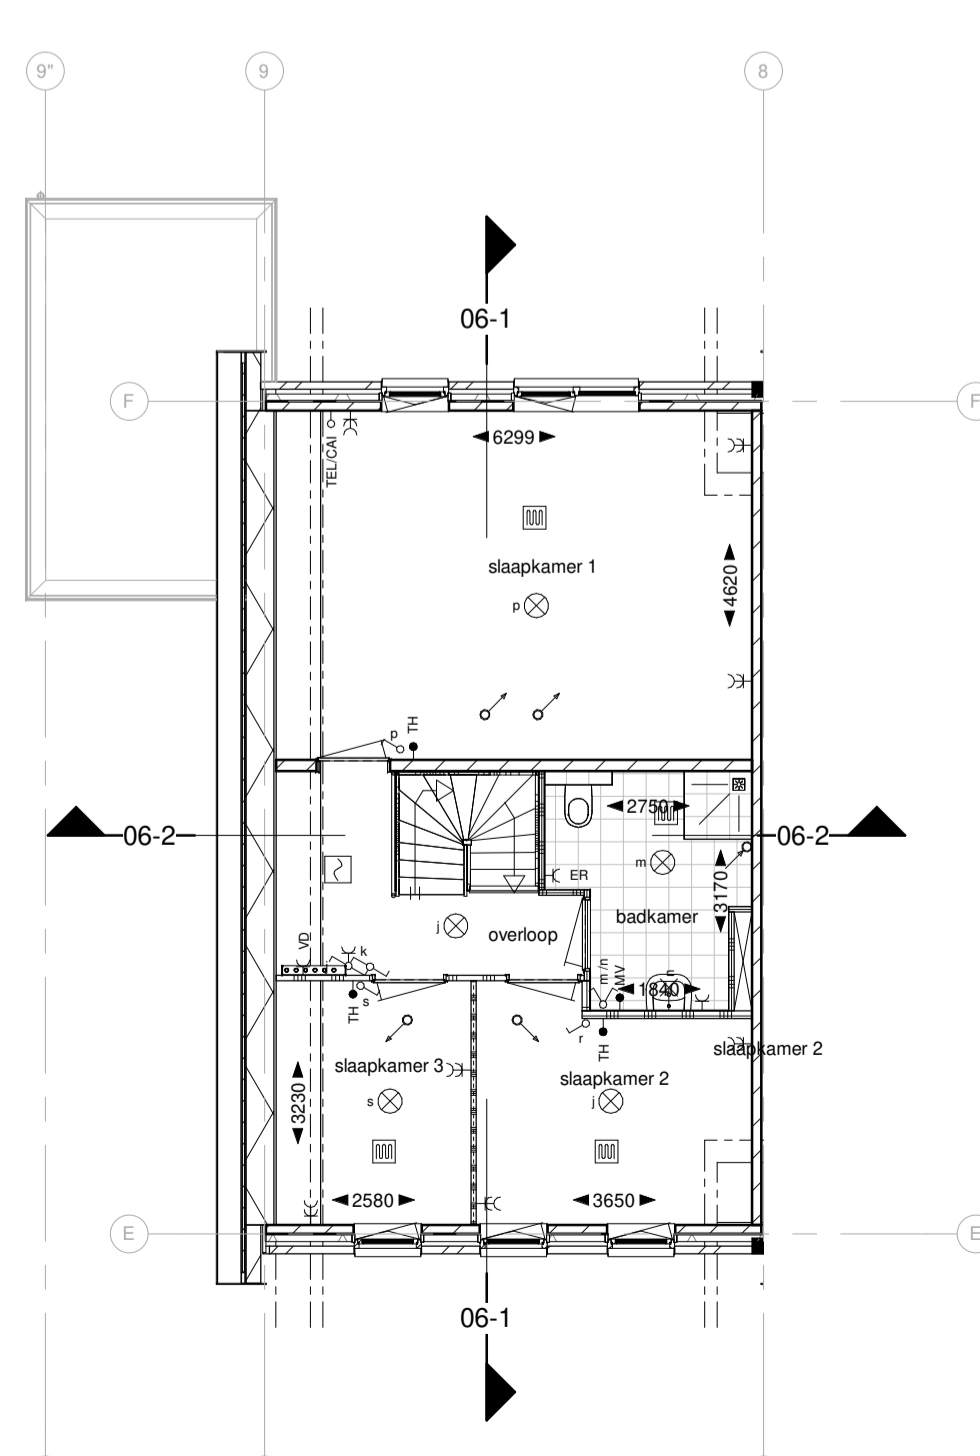 9"
9
8
06-1
F
F
6299
TEL/CAI
slaapkamer 1
4620
p
p
TH
06-2
06-2
2750
m
ER
3170
badkamer
j
overloop
VD
k
m /n
MV
n
1840
s
TH
r
TH
slaapkamer 2
slaapkamer 3
slaapkamer 2
3230
s
j
2580
3650
E
E
06-1